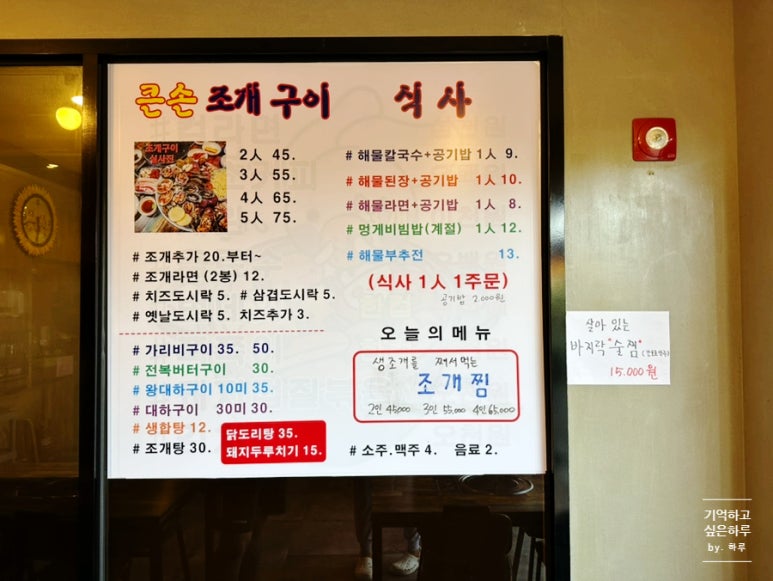 큰손 조개 구이
조개구이
실사진
2人 45.
3人 55.
4人 65.
5人 75.
# 조개추가 20.부터~
# 조개라면 (2봉) 12.
# 치즈도시락 5. # 삼겹도시락 5.
# 옛날도시락 5. 치즈추가 3.
# 가리비구이 35. 50.
# 전복버터구이 30.
# 왕대하구이 10미 35.
# 대하구이 30미 30.
# 생합탕 12.
# 조개탕 30.
닭도리탕 35.
돼지두루치기 15.
식 사
# 해물칼국수+공기밥 1人 9.
# 해물된장+공기밥 1人 10.
# 해물라면+공기밥 1人 8.
# 멍게비빔밥(계절) 1人 12.
# 해물부추전 13.
(식사 1人 1주문)
공기밥 2.000원
오늘의 메뉴
생조개를 쪄서먹는
조개찜
2인 45000 3인 55,000 4인 65,000
# 소주.맥주 4. 음료 2.
살아 있는
바지락 "술찜"
15.000원
기억하고
싶은하루
by. 하루